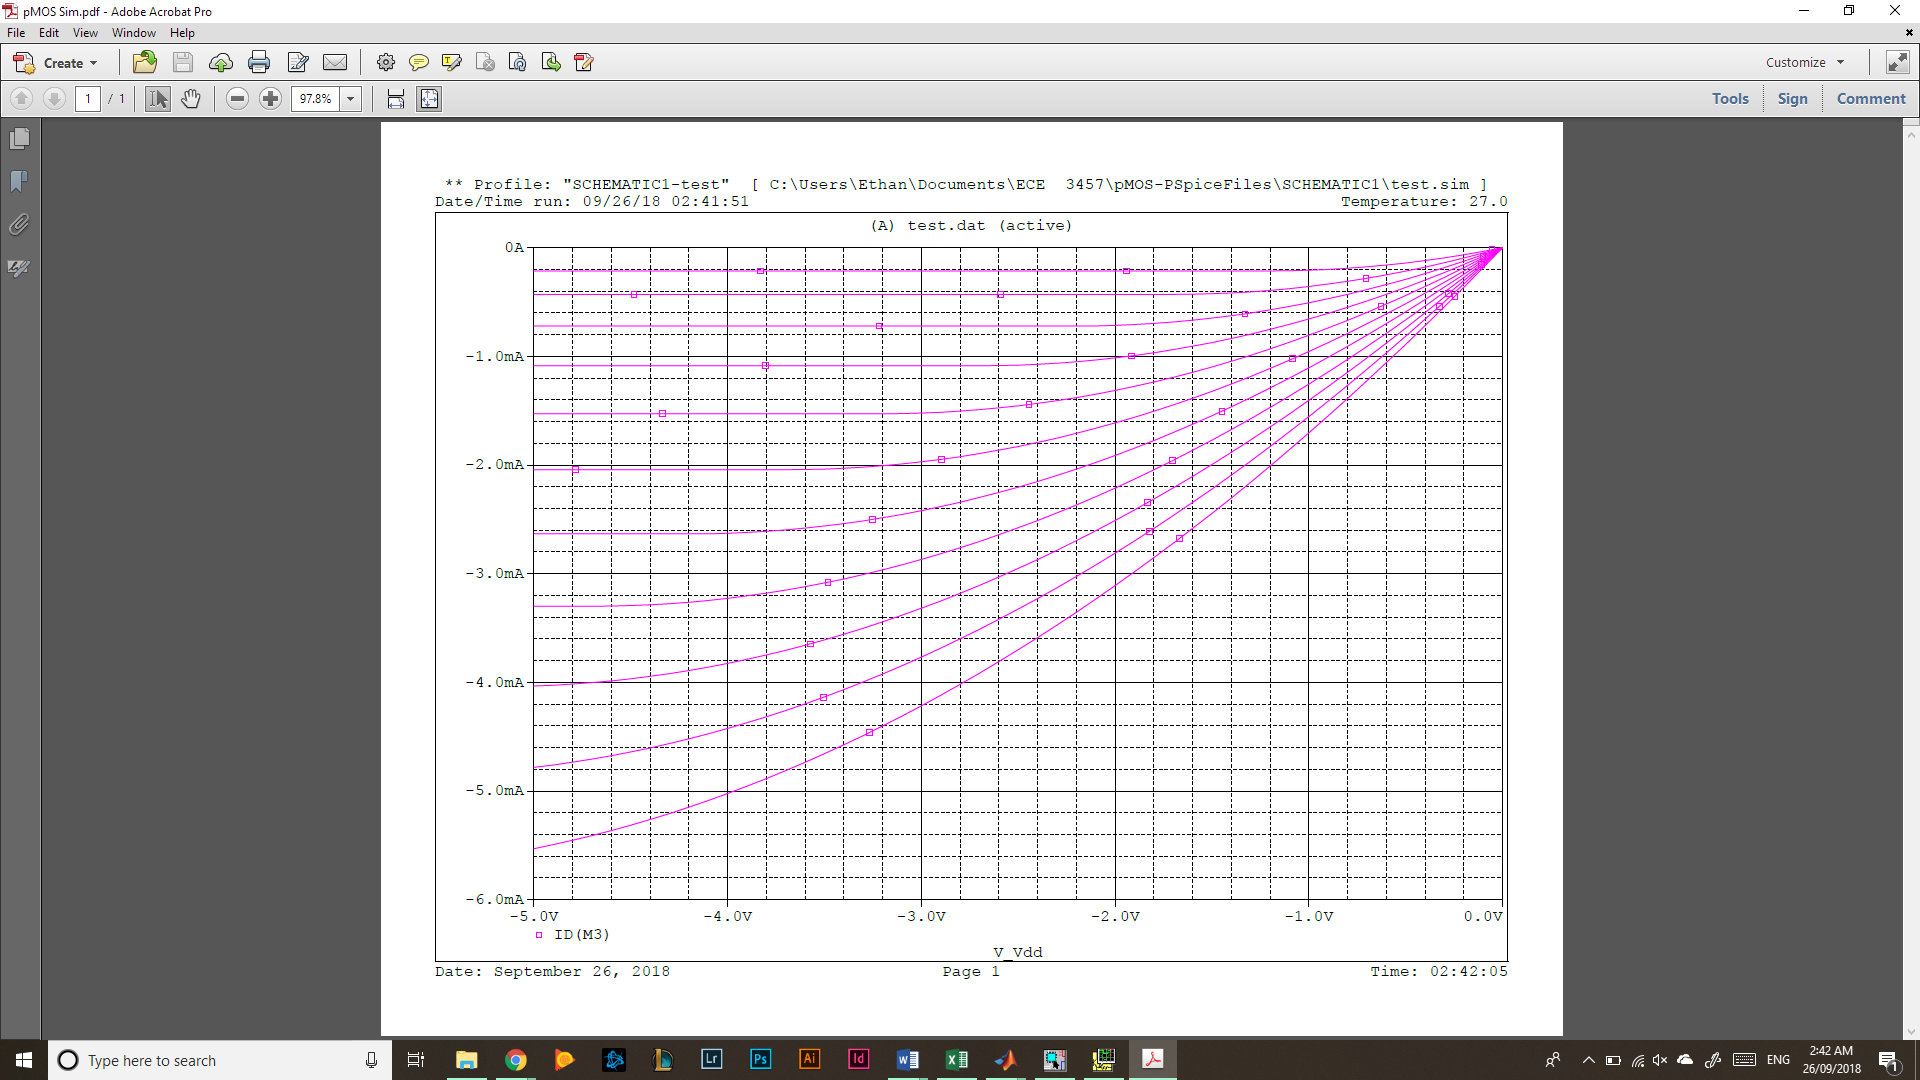 pMOS Sim.pdf - Adobe Acrobat Pro
File Edit View Window Help
Create
Customize
1 / 1
97.8%
Tools Sign Comment
** Profile: "SCHEMATIC1-test" [ C:\Users\Ethan\Documents\ECE 3457\pMOS-PSpiceFiles\SCHEMATIC1\test.sim ]
Date/Time run: 09/26/18 02:41:51 Temperature: 27.0
(A) test.dat (active)
0A
-1.0mA
-2.0mA
-3.0mA
-4.0mA
-5.0mA
-6.0mA
-5.0V -4.0V -3.0V -2.0V -1.0V 0.0V
ID(M3)
V_Vdd
Date: September 26, 2018 Page 1 Time: 02:42:05
Type here to search
Lr Ps Ai Id
ENG
2:42 AM
26/09/2018
1